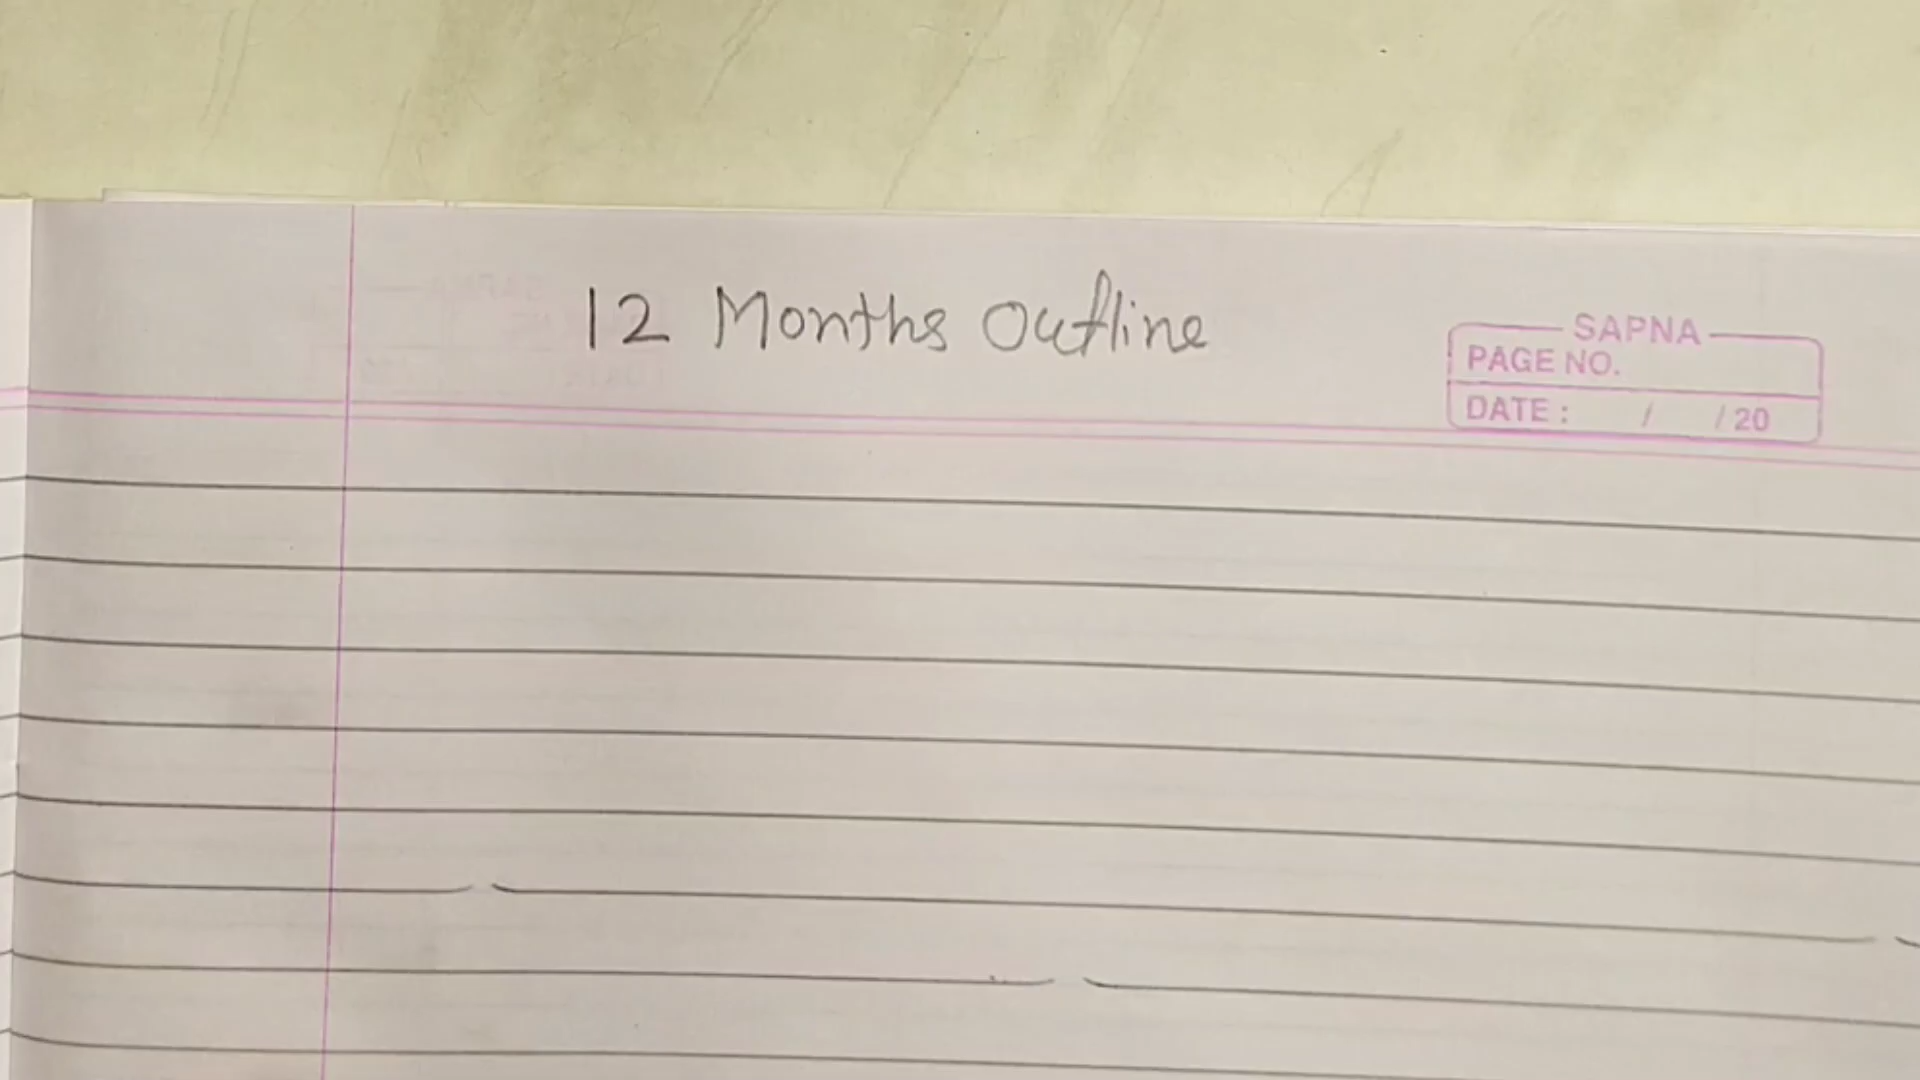 12 Months Outline
SAPNA
PAGE NO.
DATE : / / 20